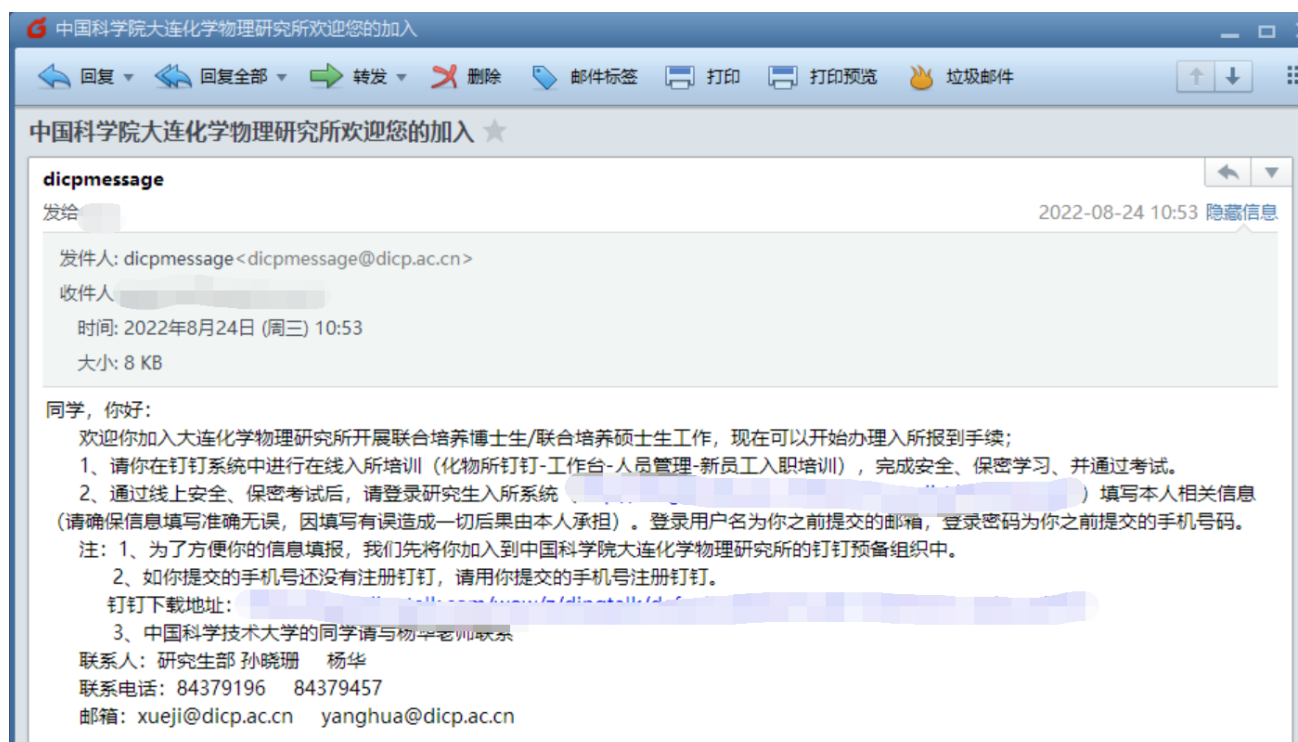 中国科学院大连化学物理研究所欢迎您的加入
回复 回复全部 转发 删除 邮件标签 打印 打印预览 垃圾邮件
中国科学院大连化学物理研究所欢迎您的加入
dicpmessage
发给
2022-08-24 10:53 隐藏信息
发件人: dicpmessage<dicpmessage@dicp.ac.cn>
收件人
时间: 2022年8月24日 (周三) 10:53
大小: 8 KB
同学，你好：
欢迎你加入大连化学物理研究所开展联合培养博士生/联合培养硕士生工作，现在可以开始办理入所报到手续；
1、请你在钉钉系统中进行在线入所培训（化物所钉钉-工作台-人员管理-新员工入职培训），完成安全、保密学习、并通过考试。
2、通过线上安全、保密考试后，请登录研究生入所系统（ ）填写本人相关信息
（请确保信息填写准确无误，因填写有误造成一切后果由本人承担）。登录用户名为你之前提交的邮箱，登录密码为你之前提交的手机号码。
注：1、为了方便你的信息填报，我们先将你加入到中国科学院大连化学物理研究所的钉钉预备组织中。
2、如你提交的手机号还没有注册钉钉，请用你提交的手机号注册钉钉。
钉钉下载地址：
3、中国科学技术大学的同学请与杨华老师联系
联系人：研究生部 孙晓珊 杨华
联系电话：84379196 84379457
邮箱：xueji@dicp.ac.cn yanghua@dicp.ac.cn